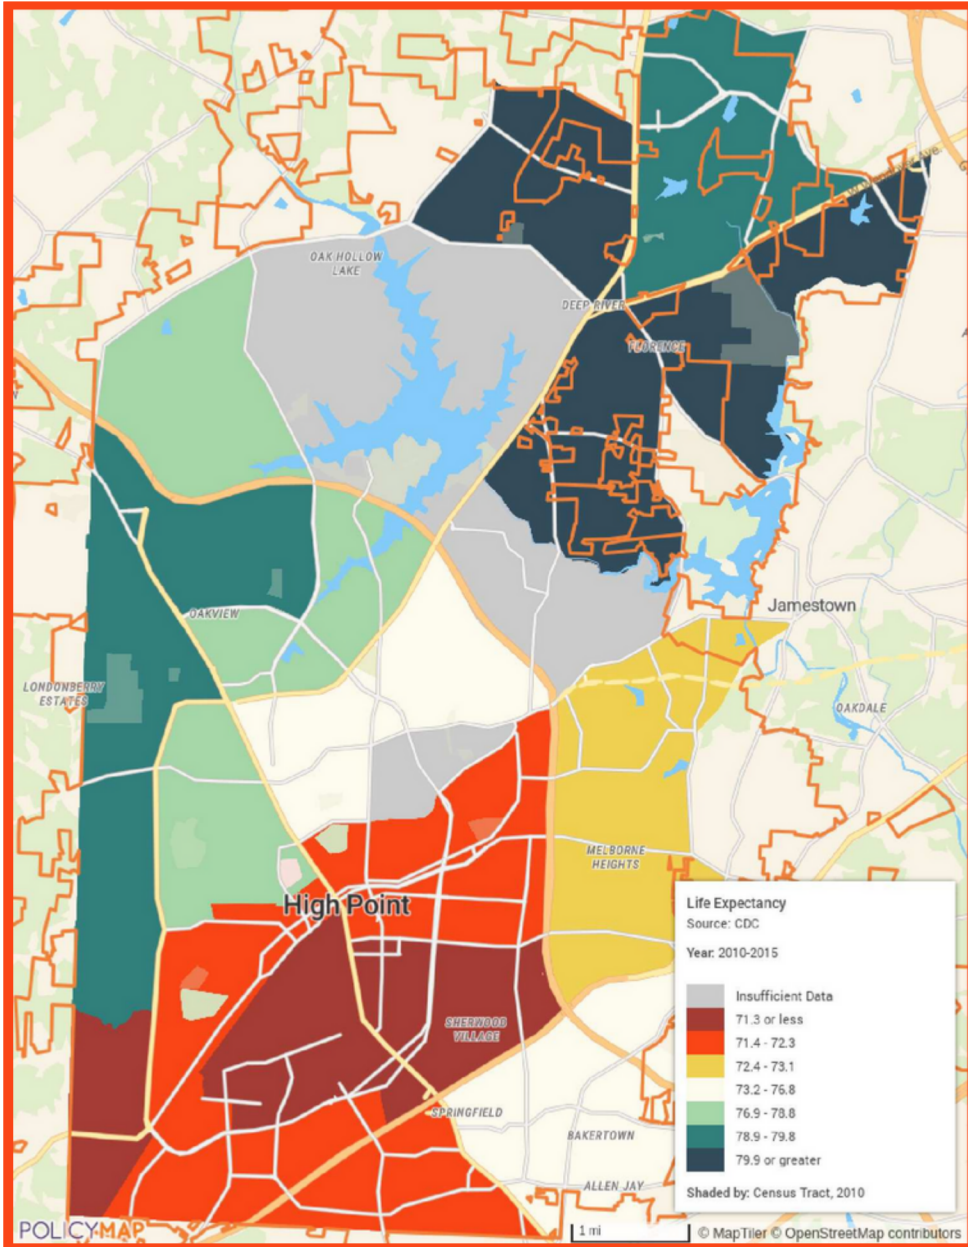 W Wendover Ave.
OAK HOLLOW
LAKE
DEEP RIVER
FLORENCE
Jamestown
OAKVIEW
LONDONBERRY
ESTATES
OAKDALE
MELBORNE
HEIGHTS
High Point
SHERWOOD
VILLAGE
SPRINGFIELD
BAKERTOWN
ALLEN JAY
Life Expectancy
Source: CDC
Year: 2010-2015
Insufficient Data
71.3 or less
71.4 - 72.3
72.4 - 73.1
73.2 - 76.8
76.9 - 78.8
78.9 - 79.8
79.9 or greater
Shaded by: Census Tract, 2010
POLICYMAP
1 mi
© MapTiler © OpenStreetMap contributors